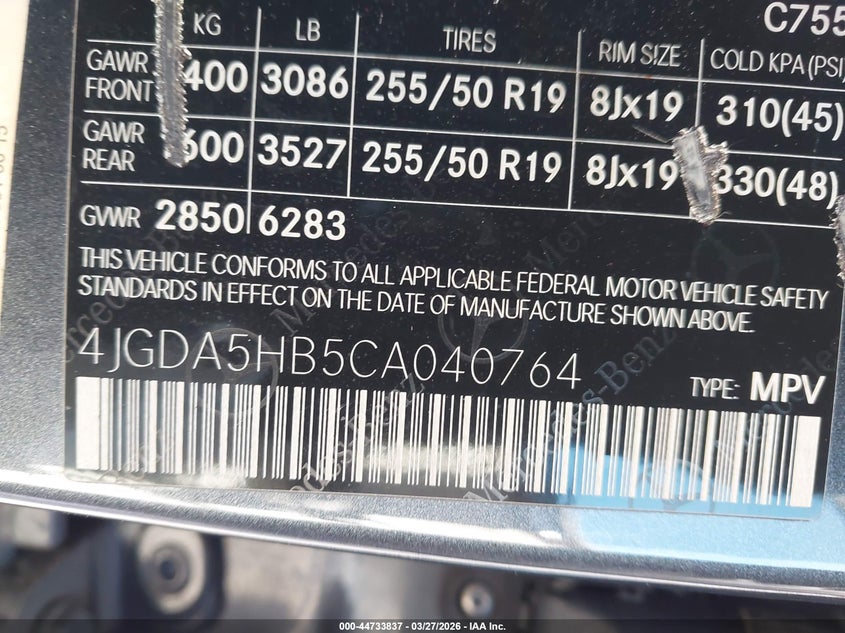 C755
KG LB TIRES RIM SIZE COLD KPA (PSI)
GAWR FRONT 400 3086 255/50 R19 8Jx19 310(45)
GAWR REAR 600 3527 255/50 R19 8Jx19 330(48)
GVWR 2850 6283
THIS VEHICLE CONFORMS TO ALL APPLICABLE FEDERAL MOTOR VEHICLE SAFETY
STANDARDS IN EFFECT ON THE DATE OF MANUFACTURE SHOWN ABOVE.
4JGDA5HB5CA040764
TYPE: MPV
Mercedes-Benz
000-44733837 | 03/27/2026 | IAA Inc.